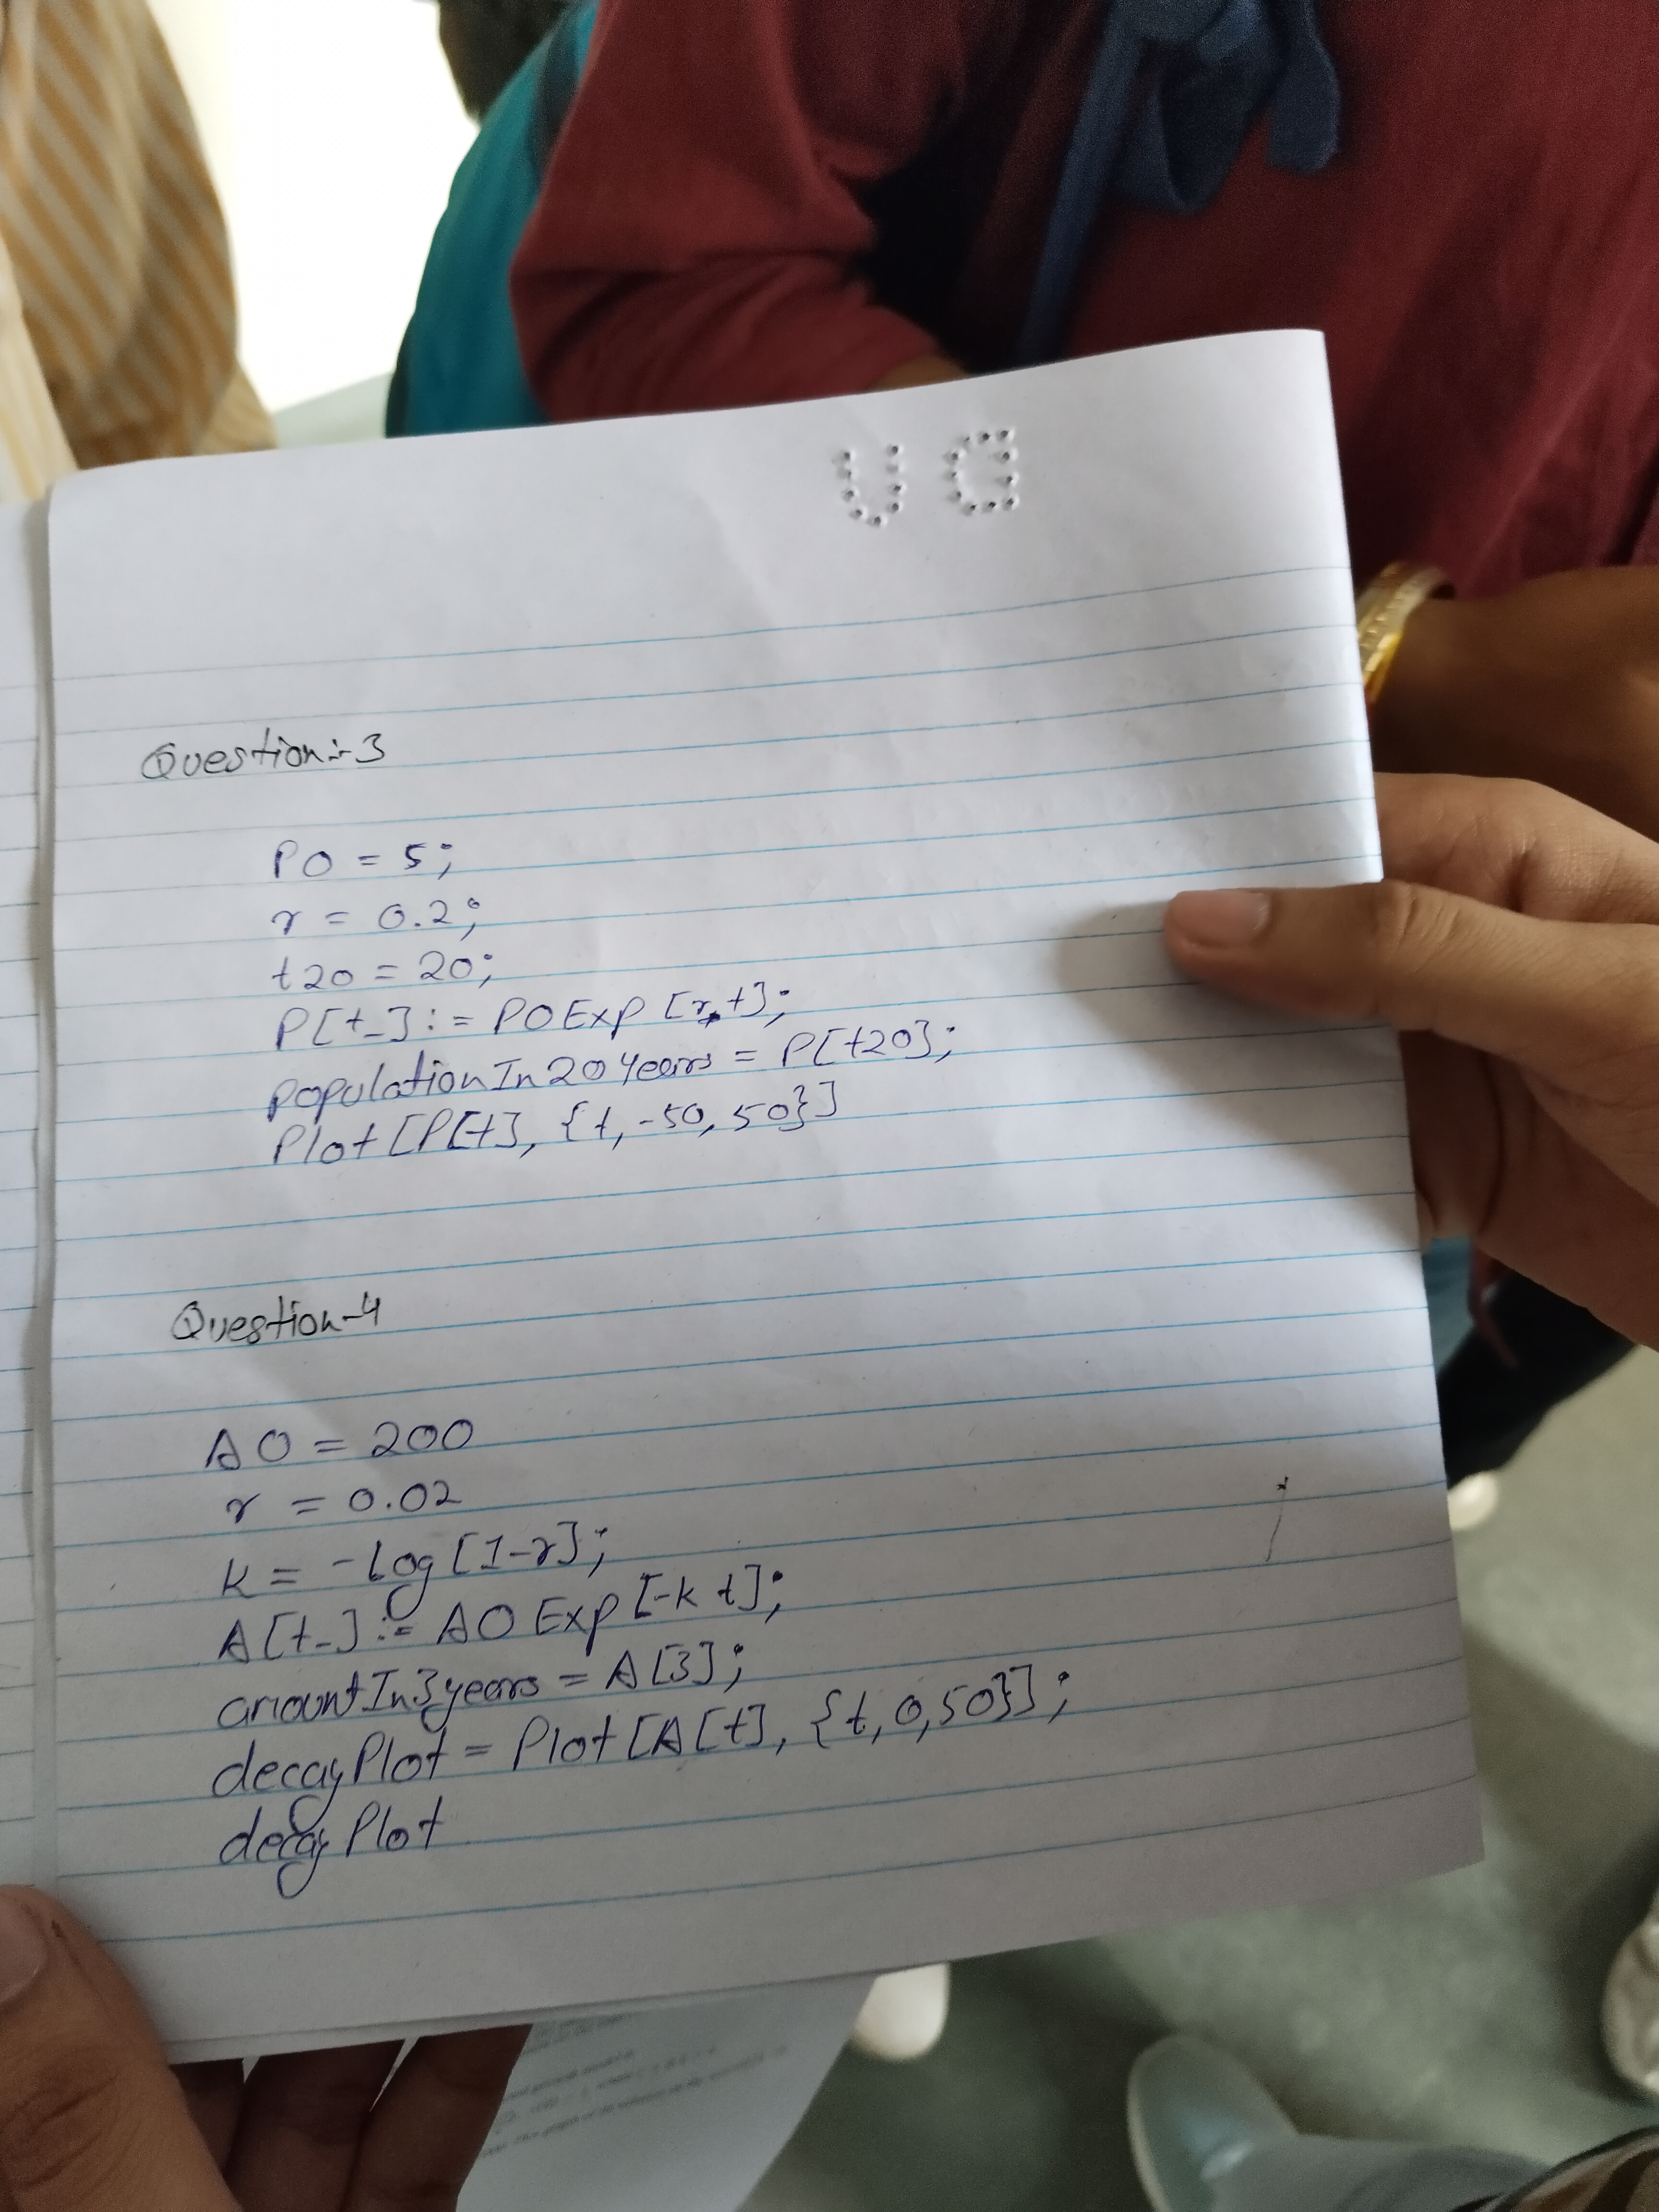 UG
Question:-3
P0 = 5;
r = 0.2;
t20 = 20;
P[t_] := P0 Exp [r*t];
populationIn20Years = P[t20];
Plot [P[t], {t, -50, 50}]
Question-4
A0 = 200
r = 0.02
k = -Log [1-r];
A[t_] := A0 Exp [-k t];
amountIn3years = A[3];
decayPlot = Plot [A[t], {t, 0, 50}];
decayPlot